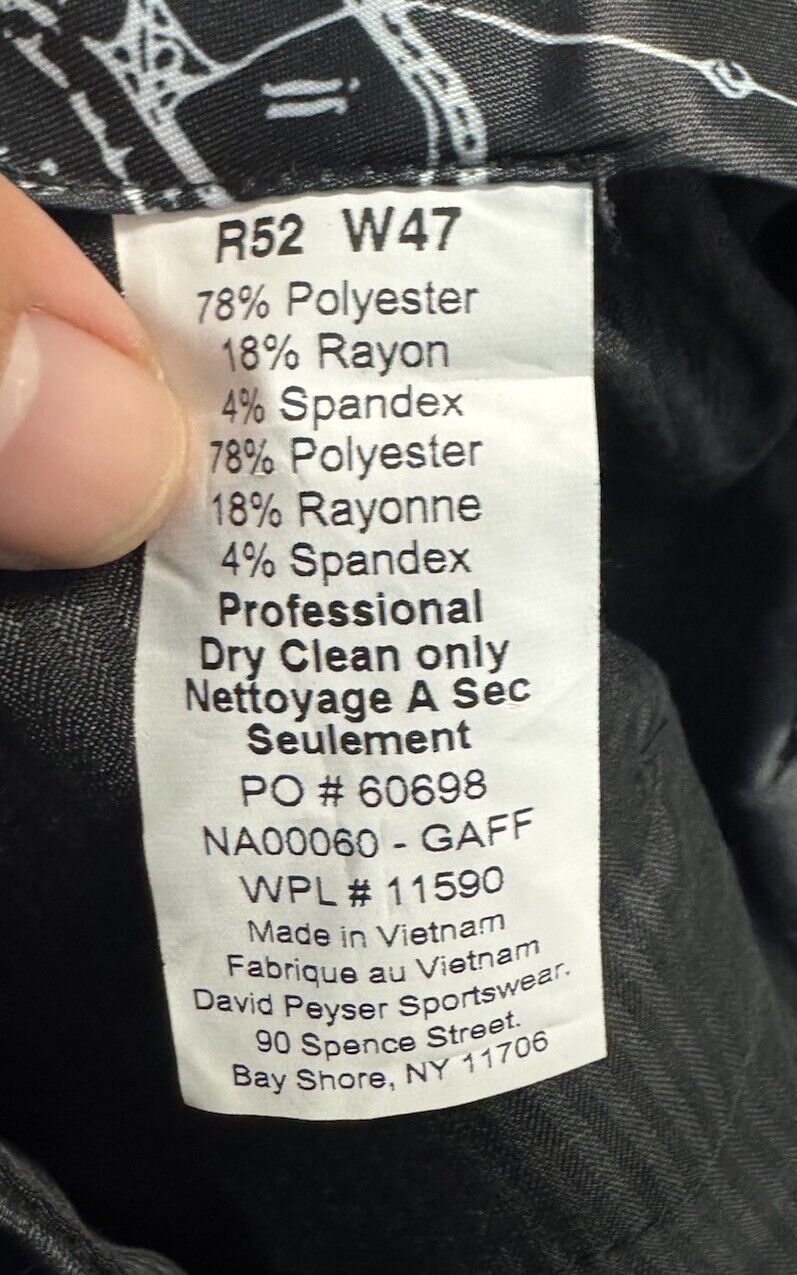 R52 W47
78% Polyester
18% Rayon
4% Spandex
78% Polyester
18% Rayonne
4% Spandex
Professional
Dry Clean only
Nettoyage A Sec
Seulement
PO # 60698
NA00060 - GAFF
WPL # 11590
Made in Vietnam
Fabrique au Vietnam
David Peyser Sportswear.
90 Spence Street.
Bay Shore, NY 11706